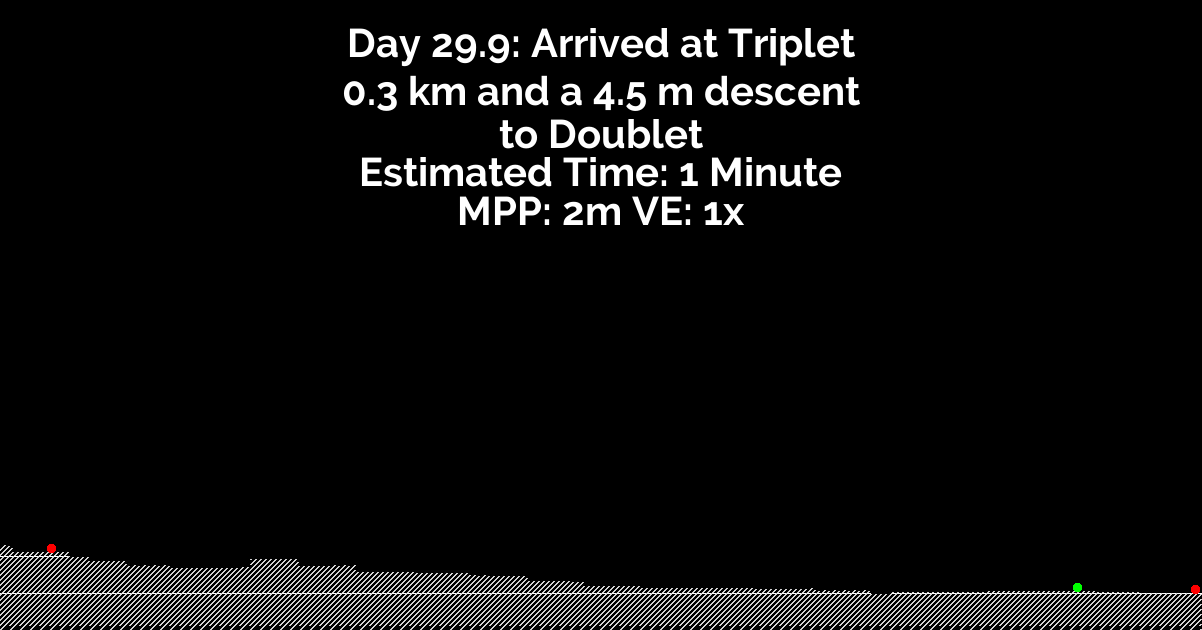 Day 29.9: Arrived at Triplet
0.3 km and a 4.5 m descent
to Doublet
Estimated Time: 1 Minute
MPP: 2m VE: 1x